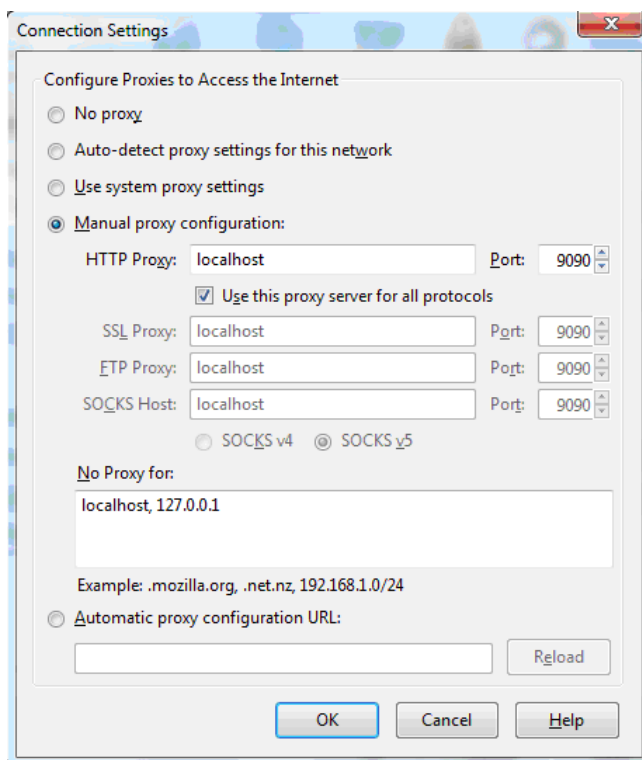 Connection Settings
Configure Proxies to Access the Internet
No proxy
Auto-detect proxy settings for this network
Use system proxy settings
Manual proxy configuration:
HTTP Proxy: localhost Port: 9090
Use this proxy server for all protocols
SSL Proxy: localhost Port: 9090
FTP Proxy: localhost Port: 9090
SOCKS Host: localhost Port: 9090
SOCKS v4 SOCKS v5
No Proxy for:
localhost, 127.0.0.1
Example: .mozilla.org, .net.nz, 192.168.1.0/24
Automatic proxy configuration URL:
Reload
OK Cancel Help